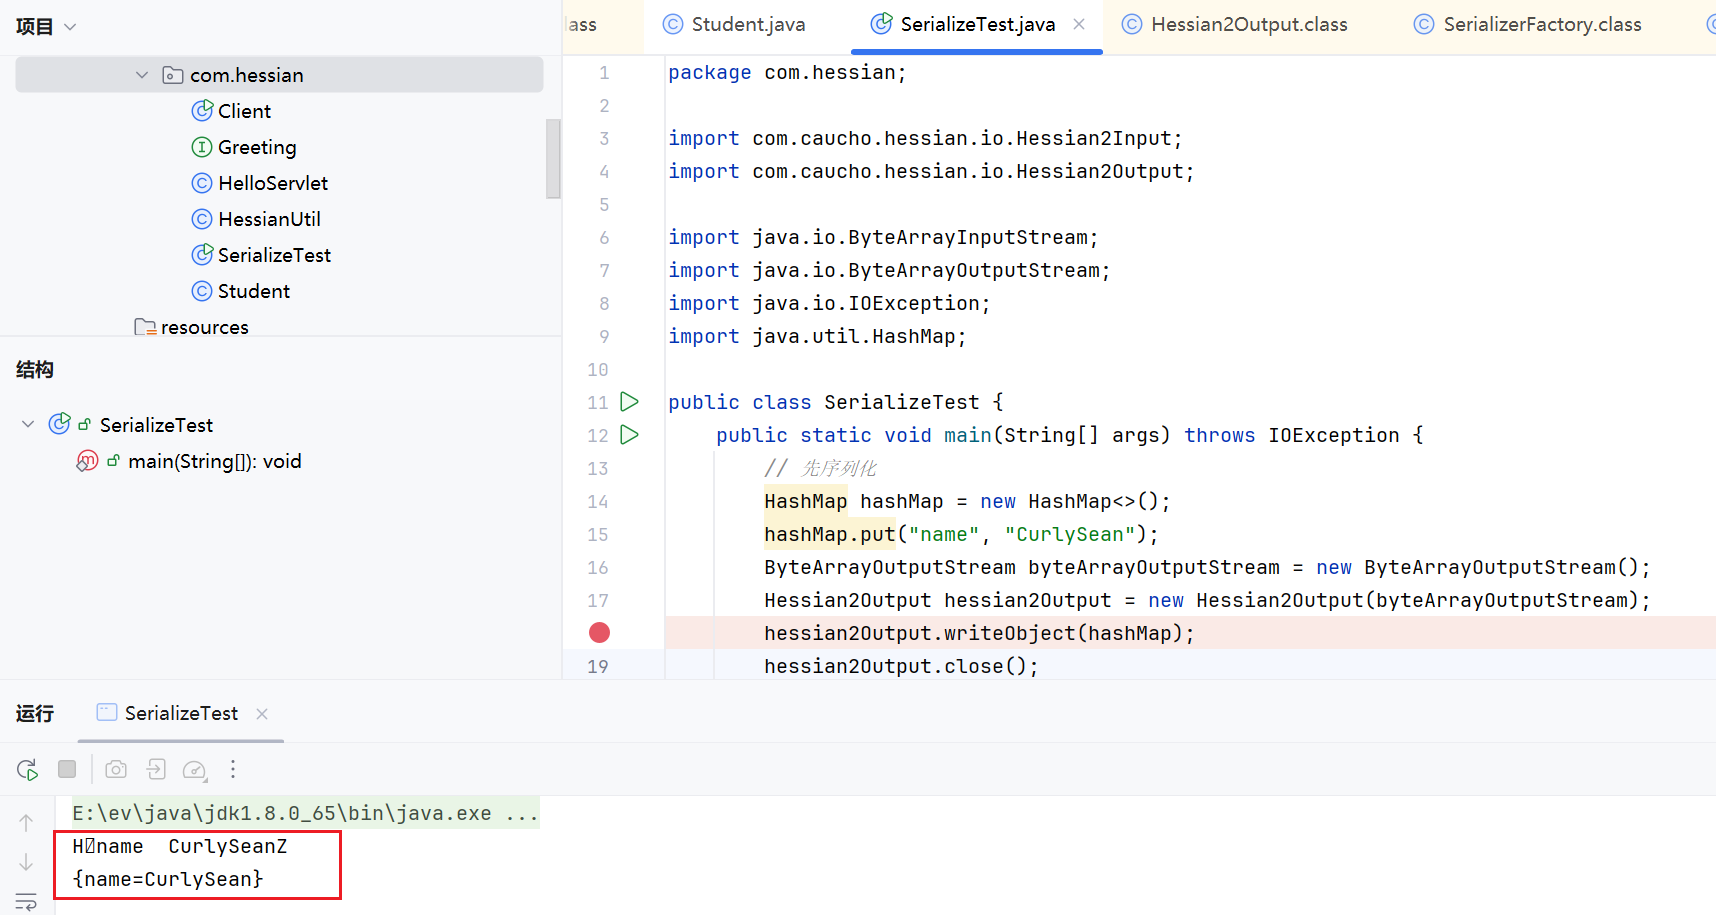 项目
com.hessian
Client
Greeting
HelloServlet
HessianUtil
SerializeTest
Student
resources
结构
SerializeTest
main(String[]): void
lass
Student.java
SerializeTest.java
Hessian2Output.class
SerializerFactory.class
1 package com.hessian;
2
3 import com.caucho.hessian.io.Hessian2Input;
4 import com.caucho.hessian.io.Hessian2Output;
5
6 import java.io.ByteArrayInputStream;
7 import java.io.ByteArrayOutputStream;
8 import java.io.IOException;
9 import java.util.HashMap;
10
11 public class SerializeTest {
12 public static void main(String[] args) throws IOException {
13 // 先序列化
14 HashMap hashMap = new HashMap<>();
15 hashMap.put("name", "CurlySean");
16 ByteArrayOutputStream byteArrayOutputStream = new ByteArrayOutputStream();
17 Hessian2Output hessian2Output = new Hessian2Output(byteArrayOutputStream);
hessian2Output.writeObject(hashMap);
19 hessian2Output.close();
运行
SerializeTest
E:\ev\java\jdk1.8.0_65\bin\java.exe ...
H name CurlySeanZ
{name=CurlySean}